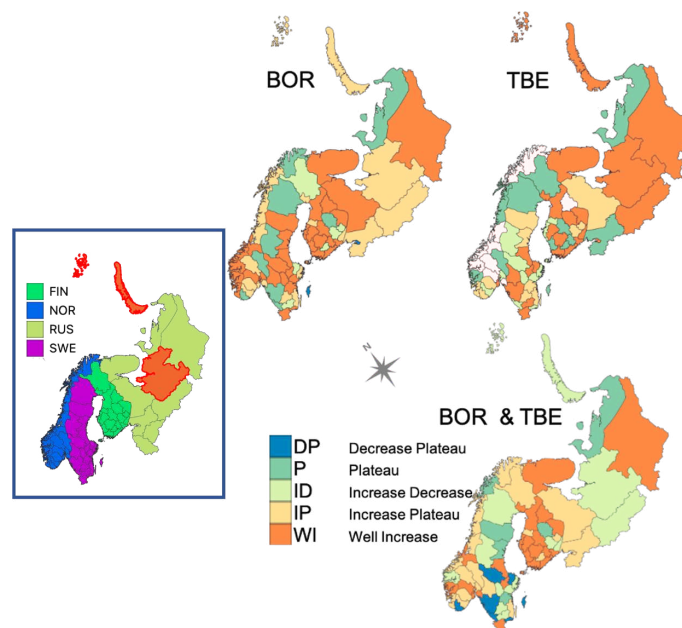 BOR
TBE
FIN
NOR
RUS
SWE
N
BOR & TBE
DP Decrease Plateau
P Plateau
ID Increase Decrease
IP Increase Plateau
WI Well Increase